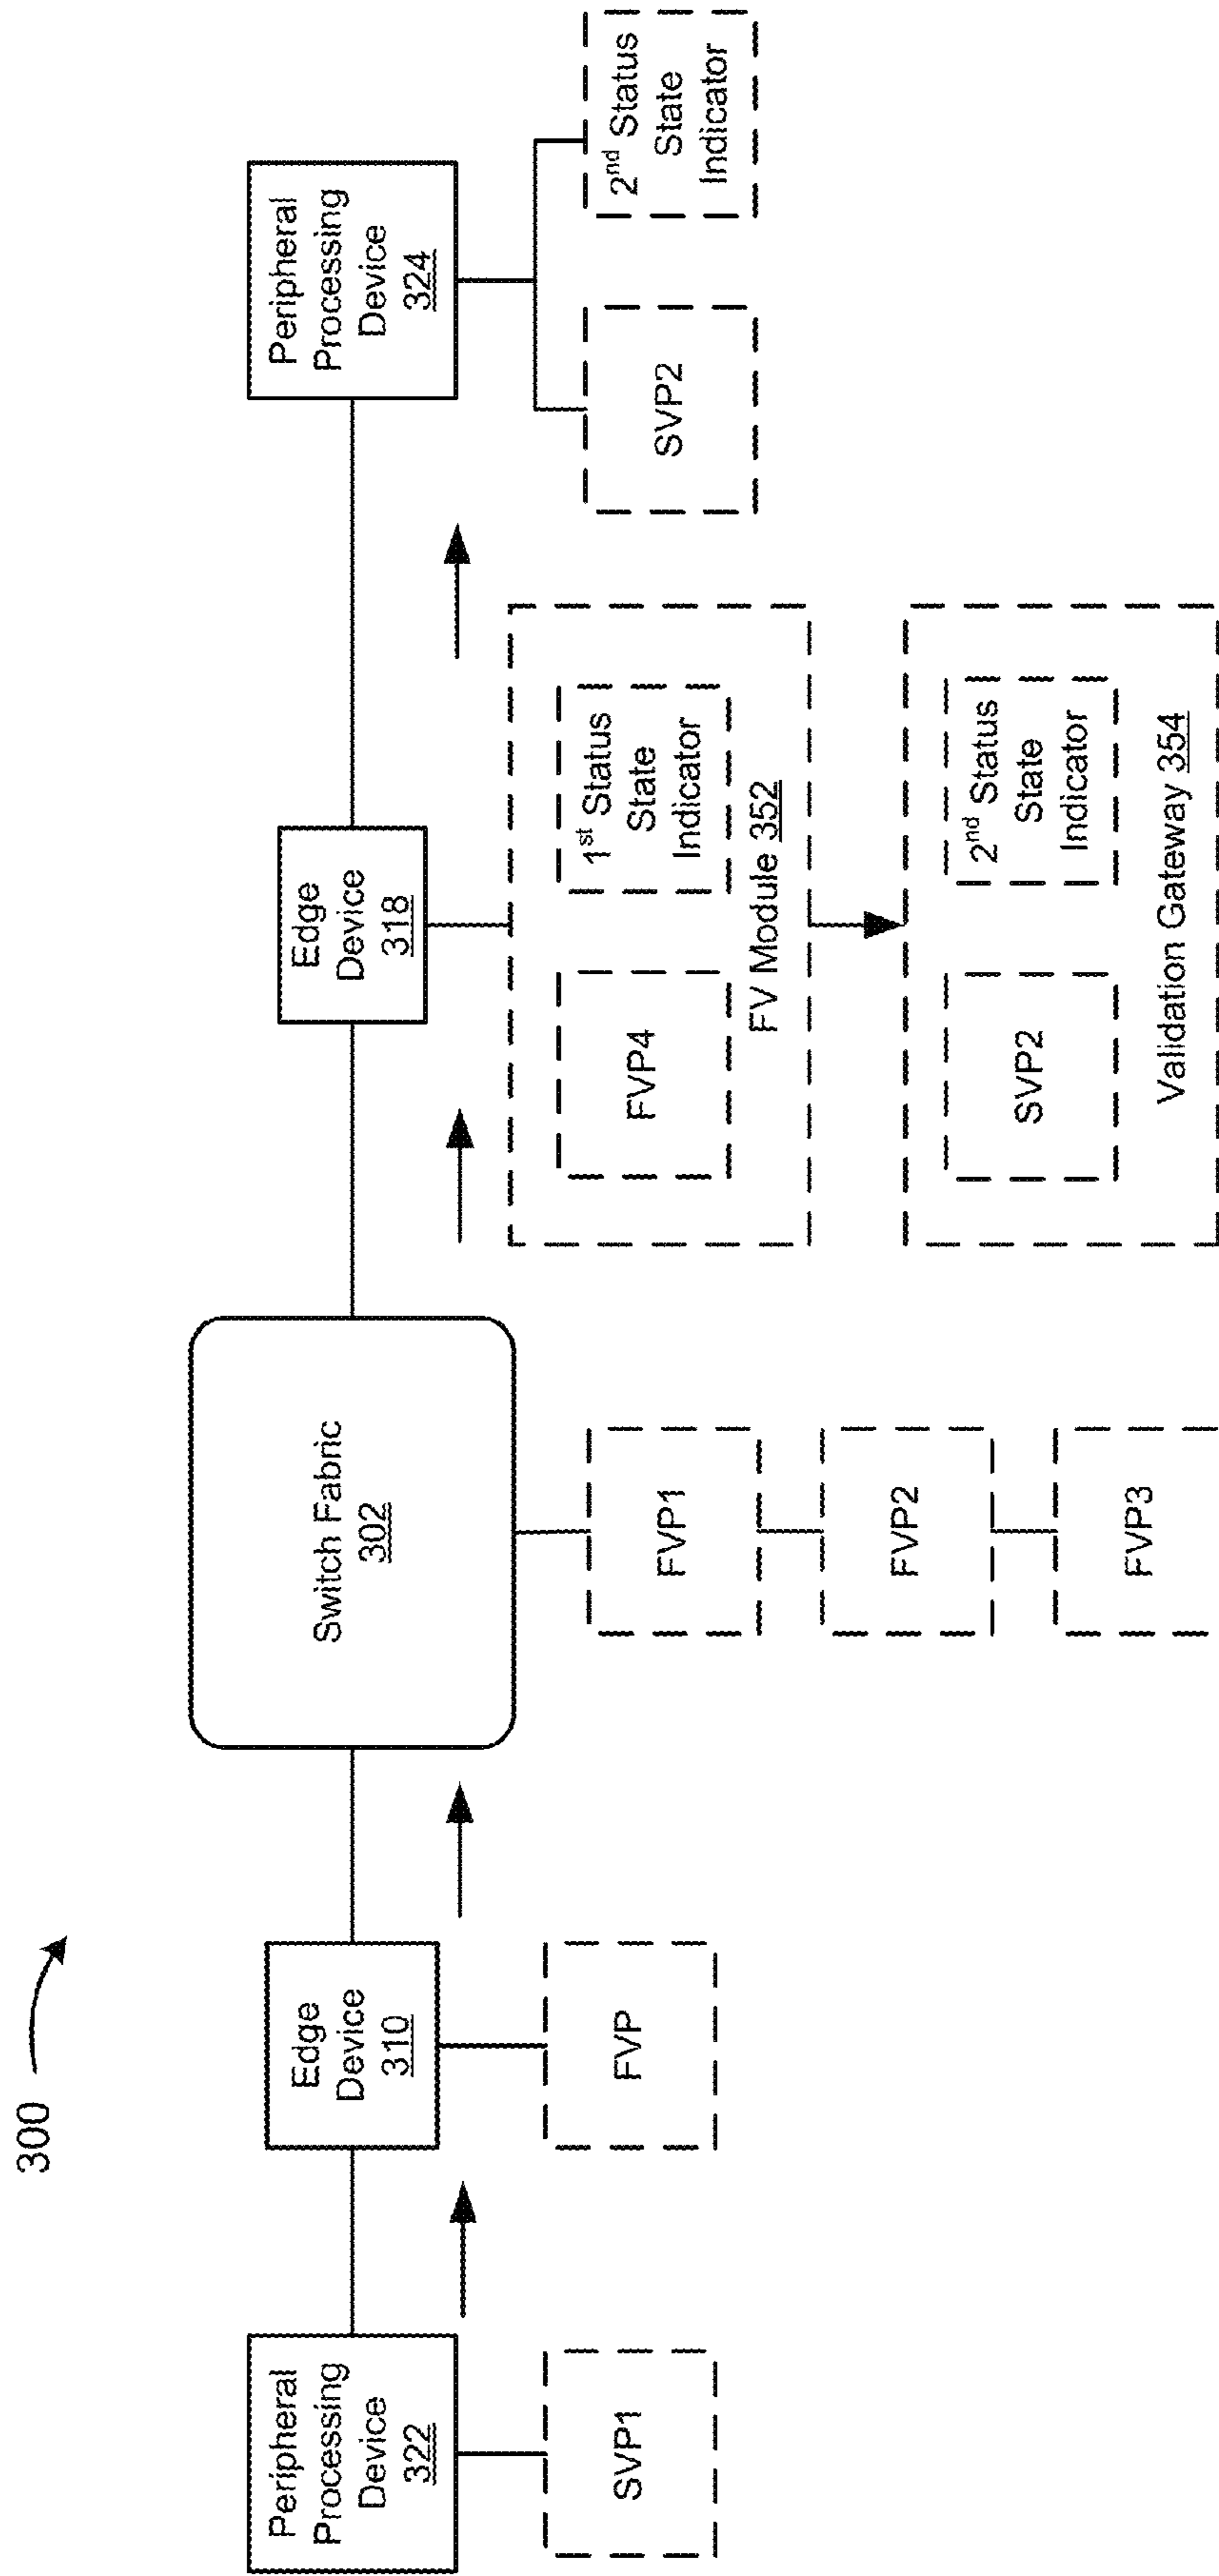 300
Peripheral
Processing
Device
322
SVP1
Edge
Device
310
FVP
Switch Fabric
302
FVP1
FVP2
FVP3
Edge
Device
318
FVP4
1st Status
State
Indicator
FV Module 352
SVP2
2nd Status
State
Indicator
Validation Gateway 354
Peripheral
Processing
Device
324
SVP2
2nd Status
State
Indicator